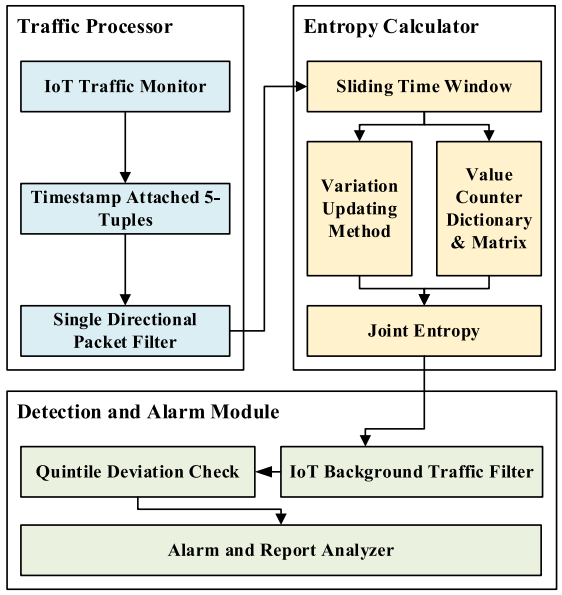 Traffic Processor
IoT Traffic Monitor
Timestamp Attached 5-
Tuples
Single Directional
Packet Filter
Entropy Calculator
Sliding Time Window
Variation
Updating
Method
Value
Counter
Dictionary
& Matrix
Joint Entropy
Detection and Alarm Module
Quintile Deviation Check
IoT Background Traffic Filter
Alarm and Report Analyzer